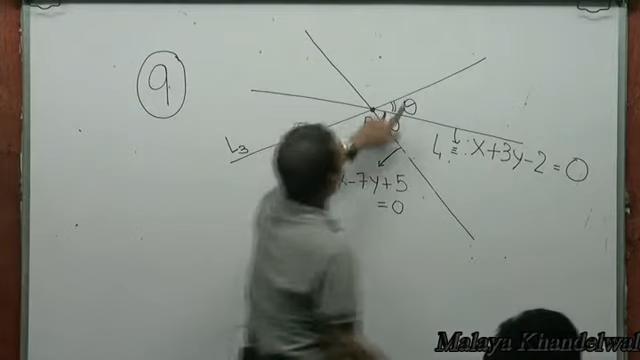 9
θ
L₃
L₁ ≡ x+3y-2=0
x-7y+5
=0
Malaya Khandelwal